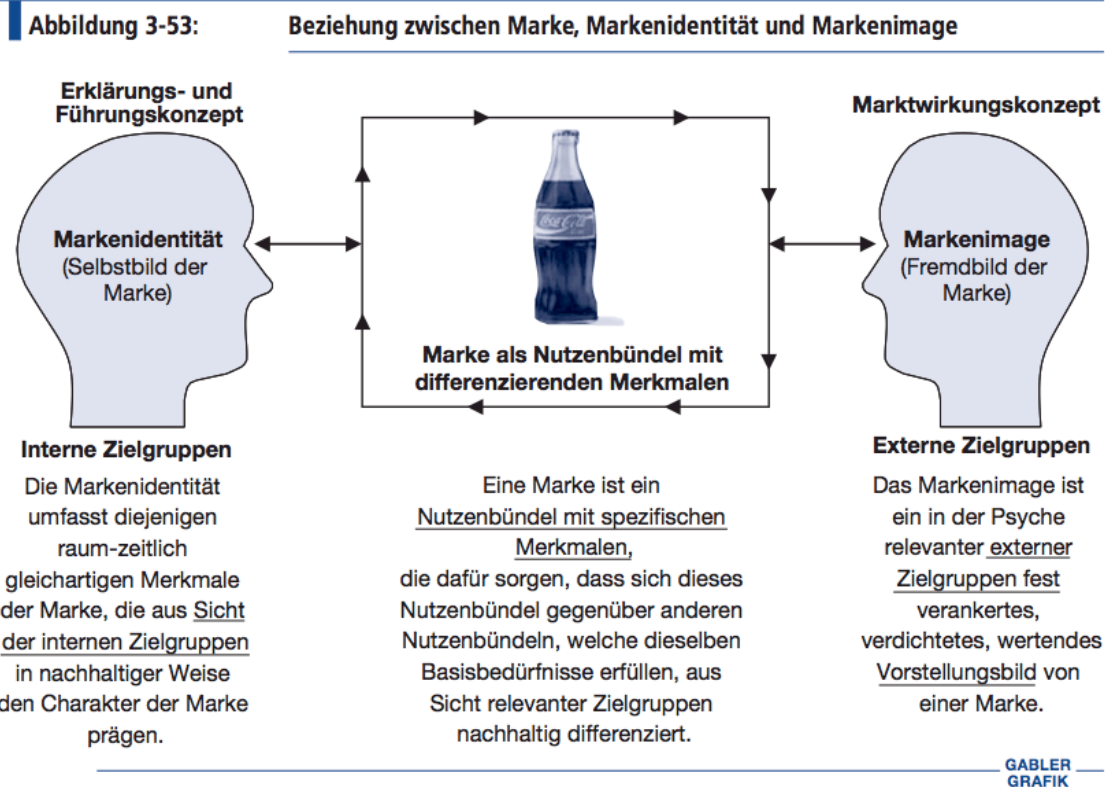 Abbildung 3-53: Beziehung zwischen Marke, Markenidentität und Markenimage
Erklärungs- und
Führungskonzept
Markenidentität
(Selbstbild der
Marke)
Coca-Cola
Marke als Nutzenbündel mit
differenzierenden Merkmalen
Marktwirkungskonzept
Markenimage
(Fremdbild der
Marke)
Interne Zielgruppen
Die Markenidentität
umfasst diejenigen
raum-zeitlich
gleichartigen Merkmale
der Marke, die aus Sicht
der internen Zielgruppen
in nachhaltiger Weise
den Charakter der Marke
prägen.
Eine Marke ist ein
Nutzenbündel mit spezifischen
Merkmalen,
die dafür sorgen, dass sich dieses
Nutzenbündel gegenüber anderen
Nutzenbündeln, welche dieselben
Basisbedürfnisse erfüllen, aus
Sicht relevanter Zielgruppen
nachhaltig differenziert.
Externe Zielgruppen
Das Markenimage ist
ein in der Psyche
relevanter externer
Zielgruppen fest
verankertes,
verdichtetes, wertendes
Vorstellungsbild von
einer Marke.
GABLER
GRAFIK